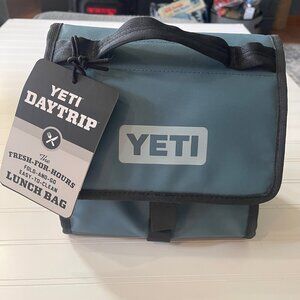 YETI
DAYTRIP
The
FRESH-FOR-HOURS
FOLD-AND-GO
EASY-TO-CLEAN
LUNCH BAG
YETI